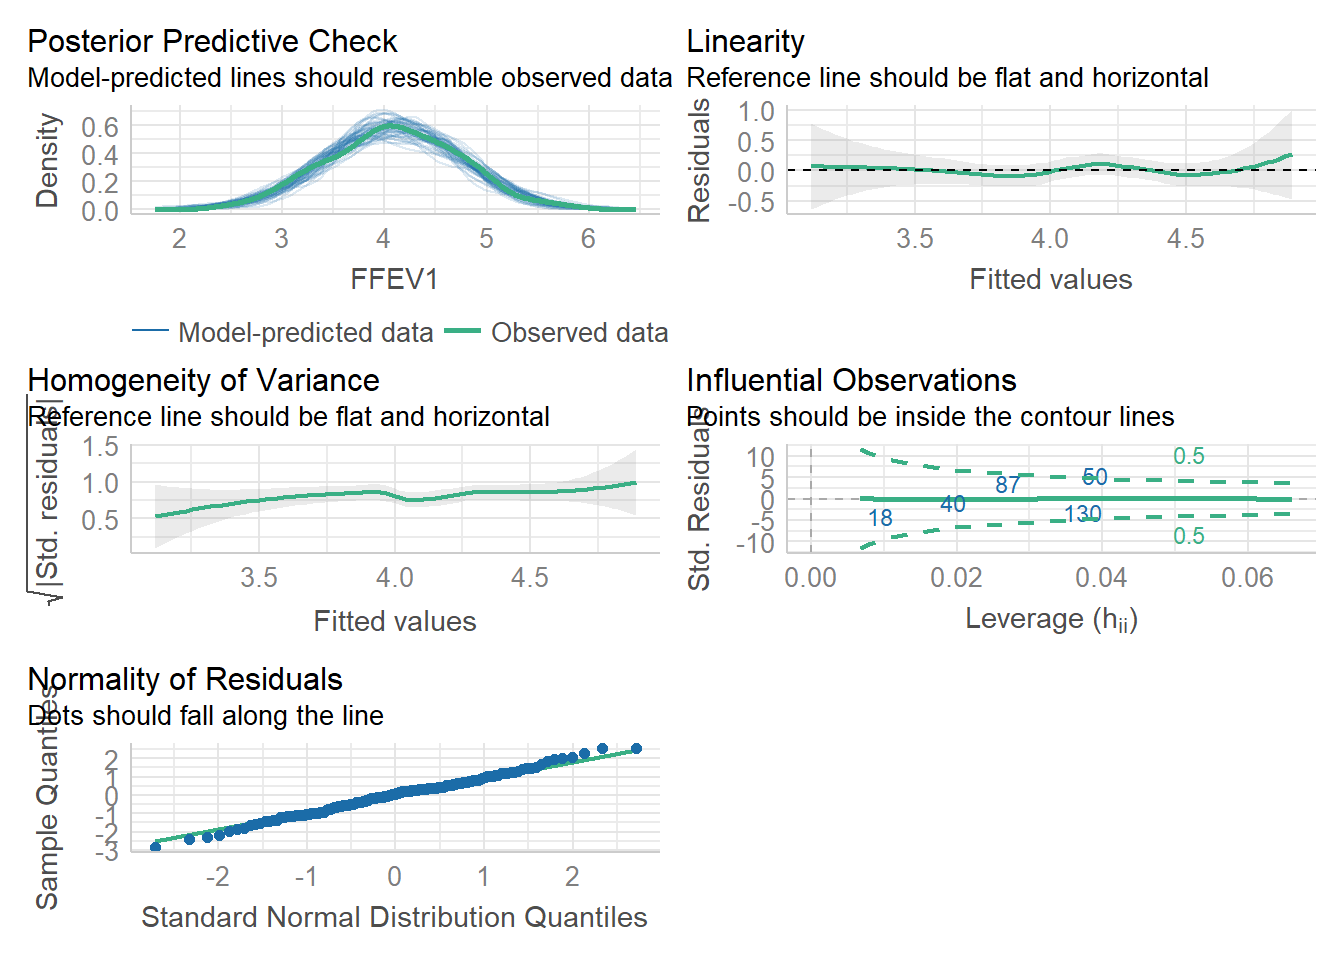 Posterior Predictive Check
Model-predicted lines should resemble observed data
Density
0.6
0.4
0.2
0.0
2 3 4 5 6
FFEV1
Model-predicted data Observed data
Linearity
Reference line should be flat and horizontal
Residuals
1.0
0.5
0.0
-0.5
3.5 4.0 4.5
Fitted values
Homogeneity of Variance
Reference line should be flat and horizontal
√|Std. residuals|
1.5
1.0
0.5
3.5 4.0 4.5
Fitted values
Influential Observations
Points should be inside the contour lines
Std. Residuals
10
5
0
-5
-10
0.5
50
87
40
130
18
0.5
0.00 0.02 0.04 0.06
Leverage (hii)
Normality of Residuals
Dots should fall along the line
Sample Quantiles
2
1
0
-1
-2
-3
-2 -1 0 1 2
Standard Normal Distribution Quantiles